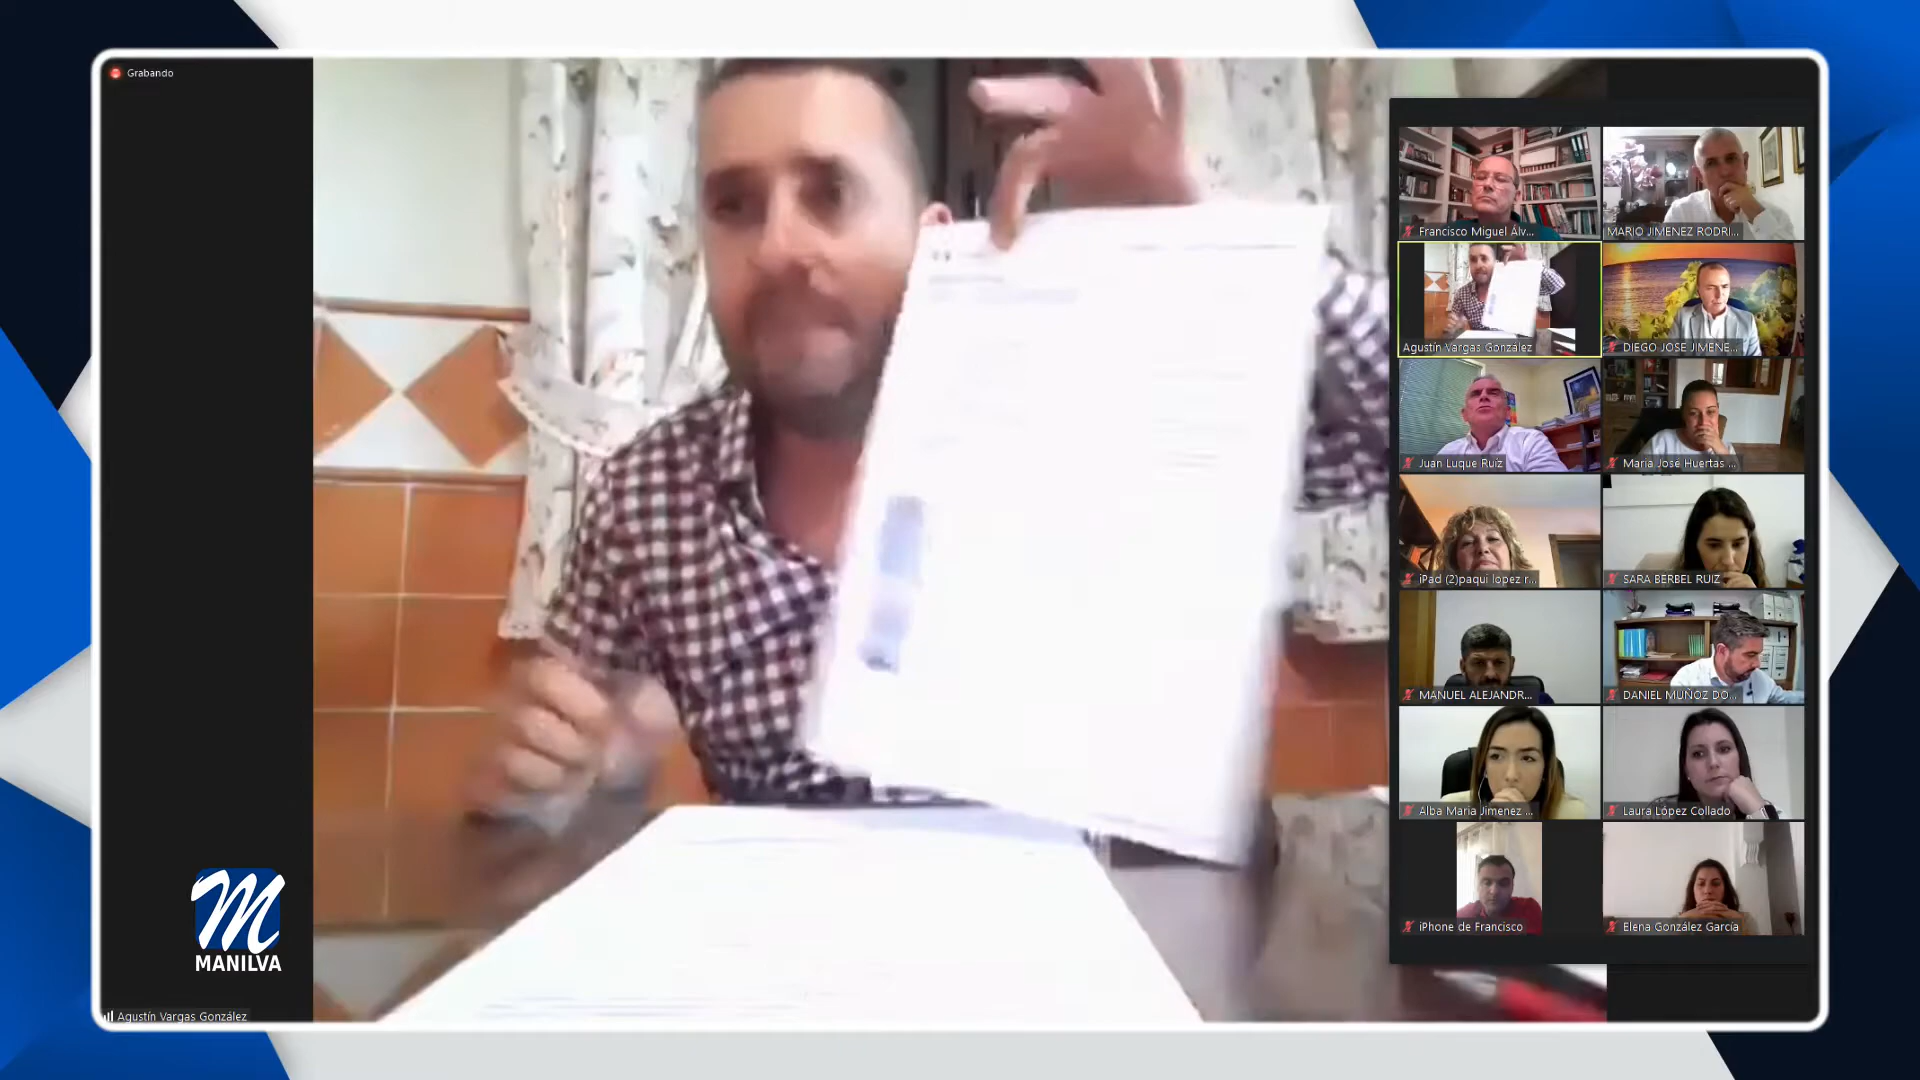 Grabando
Francisco Miguel Álv...
MARIO JIMENEZ RODRI...
Agustín Vargas González
DIEGO JOSE JIMENE...
Juan Luque Ruiz
Maria José Huertas ...
iPad (2)paqui lopez r...
SARA BERBEL RUIZ
MANUEL ALEJANDR...
DANIEL MUÑOZ DO...
Alba Maria Jimenez ...
Laura López Collado
iPhone de Francisco
Elena González García
M
MANILVA
Agustín Vargas González